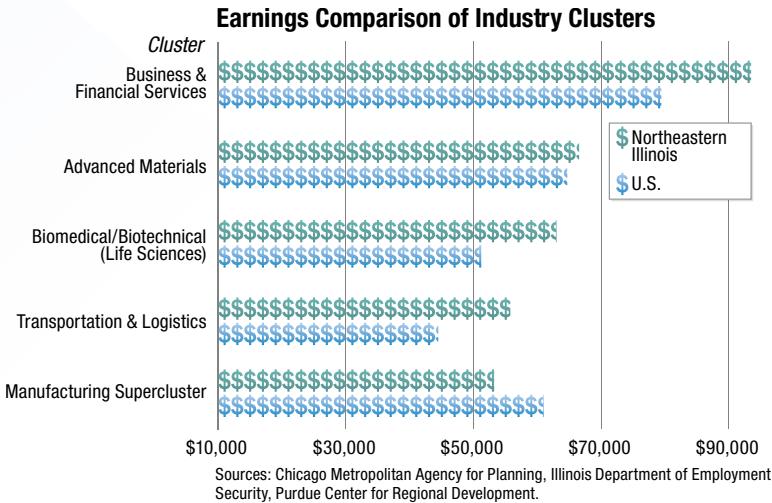 Earnings Comparison of Industry Clusters
Cluster
Business &
Financial Services
Advanced Materials
Biomedical/Biotechnical
(Life Sciences)
Transportation & Logistics
Manufacturing Supercluster
$ Northeastern
Illinois
$ U.S.
$10,000 $30,000 $50,000 $70,000 $90,000
Sources: Chicago Metropolitan Agency for Planning, Illinois Department of Employment
Security, Purdue Center for Regional Development.